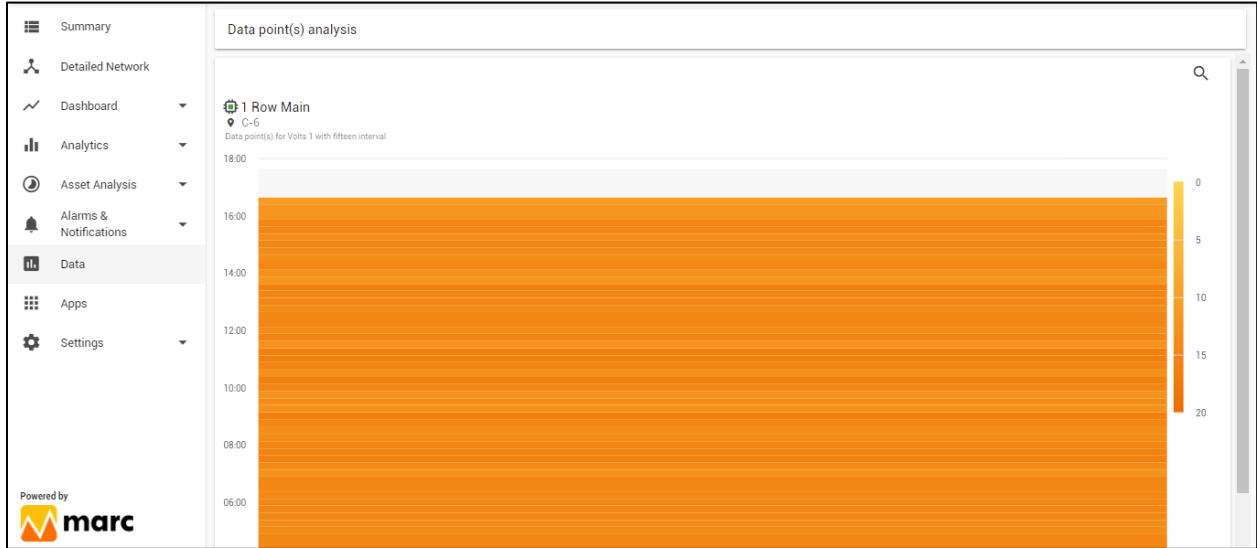 Summary
Detailed Network
Dashboard
Analytics
Asset Analysis
Alarms &
Notifications
Data
Apps
Settings
Powered by
marc
Data point(s) analysis
1 Row Main
C-6
Data point(s) for Volts 1 with fifteen interval
18:00
16:00
14:00
12:00
10:00
08:00
06:00
0
5
10
15
20